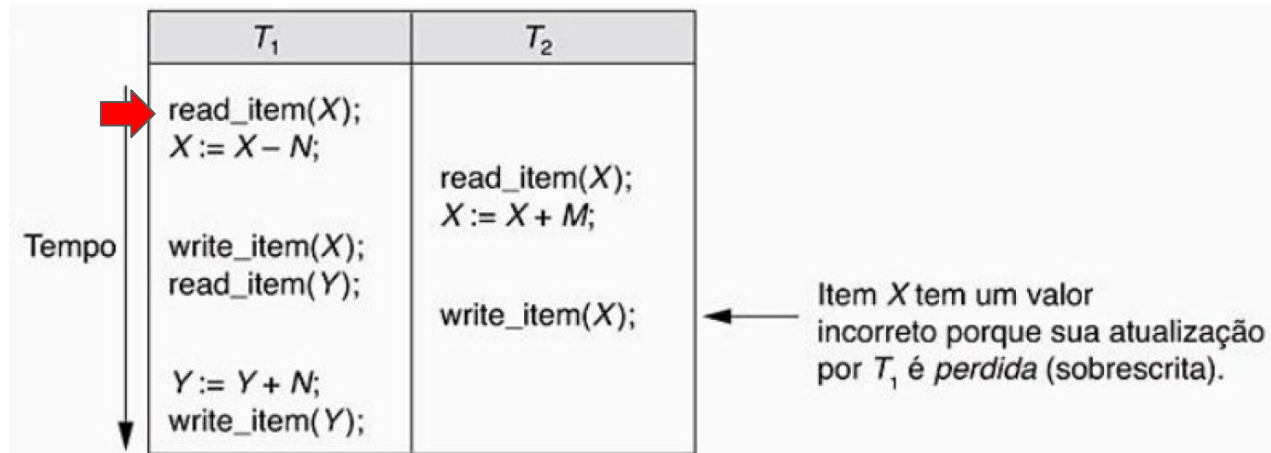 T₁ T₂
read_item(X);
X := X – N;
read_item(X);
X := X + M;
Tempo
write_item(X);
read_item(Y);
write_item(X);
Item X tem um valor
incorreto porque sua atualização
por T₁ é perdida (sobrescrita).
Y := Y + N;
write_item(Y);